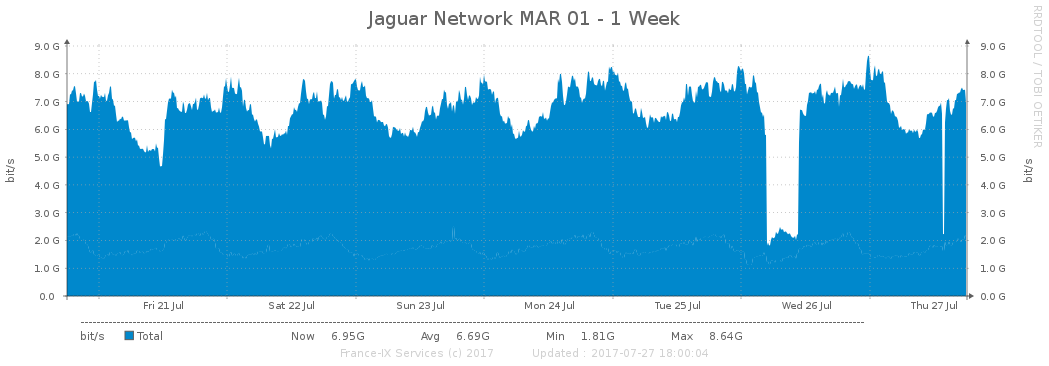 Jaguar Network MAR 01 - 1 Week
RRDTOOL / TOBI OETIKER
9.0 G 9.0 G
8.0 G 8.0 G
7.0 G 7.0 G
6.0 G 6.0 G
5.0 G 5.0 G
4.0 G 4.0 G
3.0 G 3.0 G
2.0 G 2.0 G
1.0 G 1.0 G
0.0 0.0 G
bit/s bit/s
Fri 21 Jul Sat 22 Jul Sun 23 Jul Mon 24 Jul Tue 25 Jul Wed 26 Jul Thu 27 Jul
bit/s Total Now 6.95G Avg 6.69G Min 1.81G Max 8.64G
France-IX Services (c) 2017 Updated : 2017-07-27 18:00:04